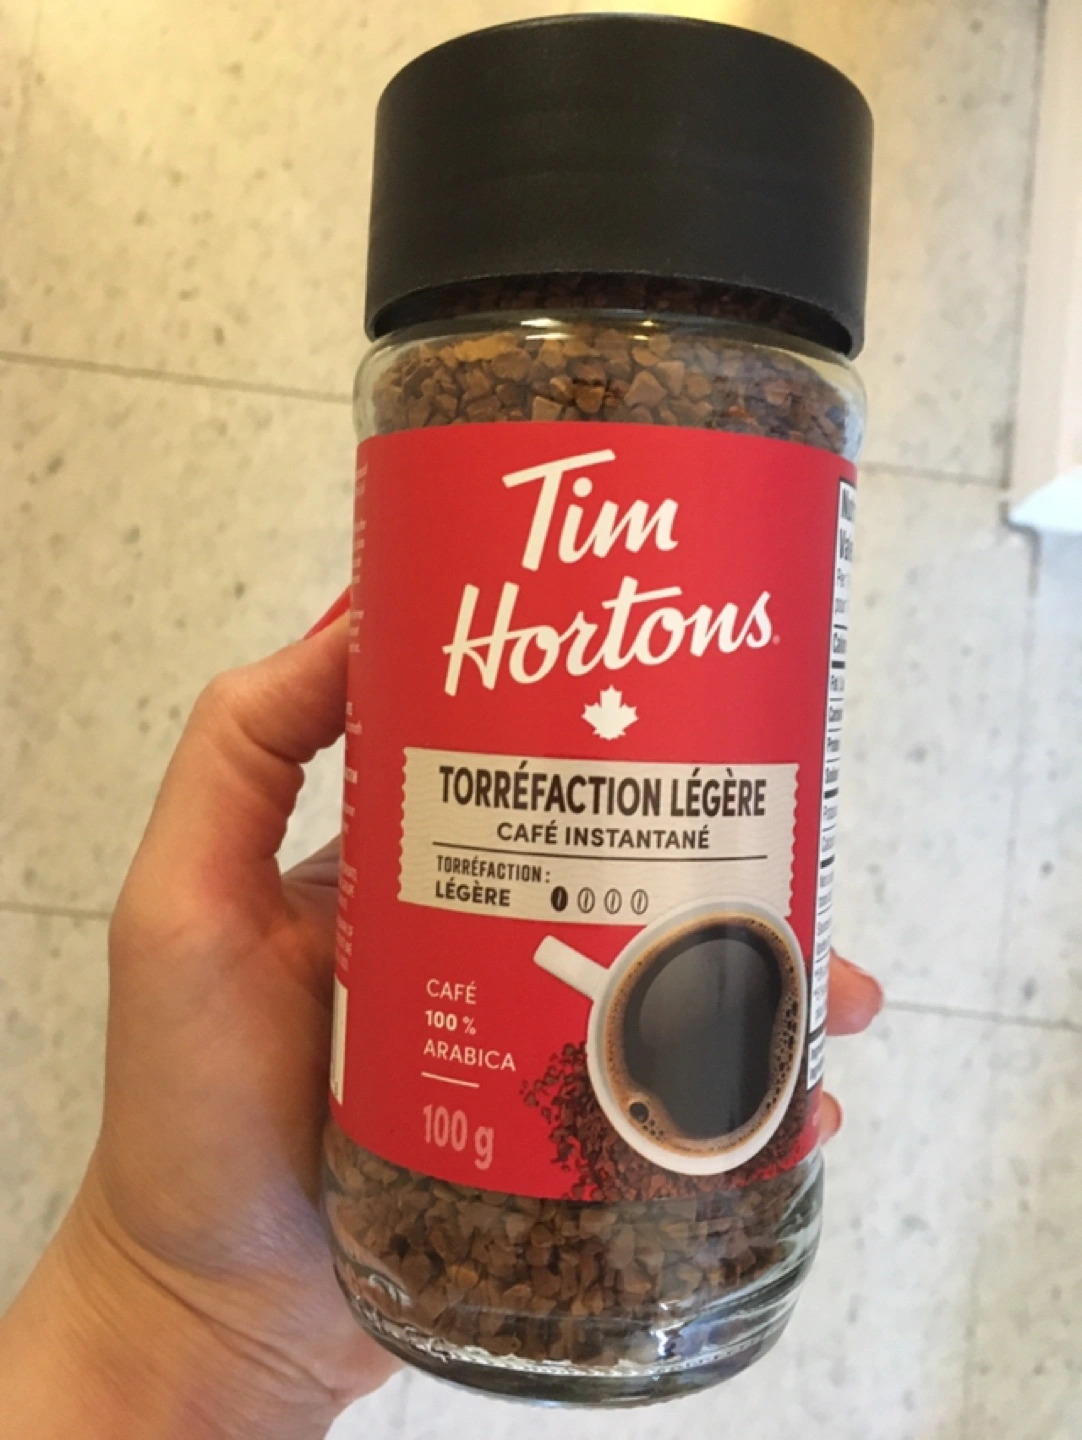 Tim
Hortons
TORRÉFACTION LÉGÈRE
CAFÉ INSTANTANÉ
TORRÉFACTION :
LÉGÈRE
CAFÉ
100 %
ARABICA
100 g